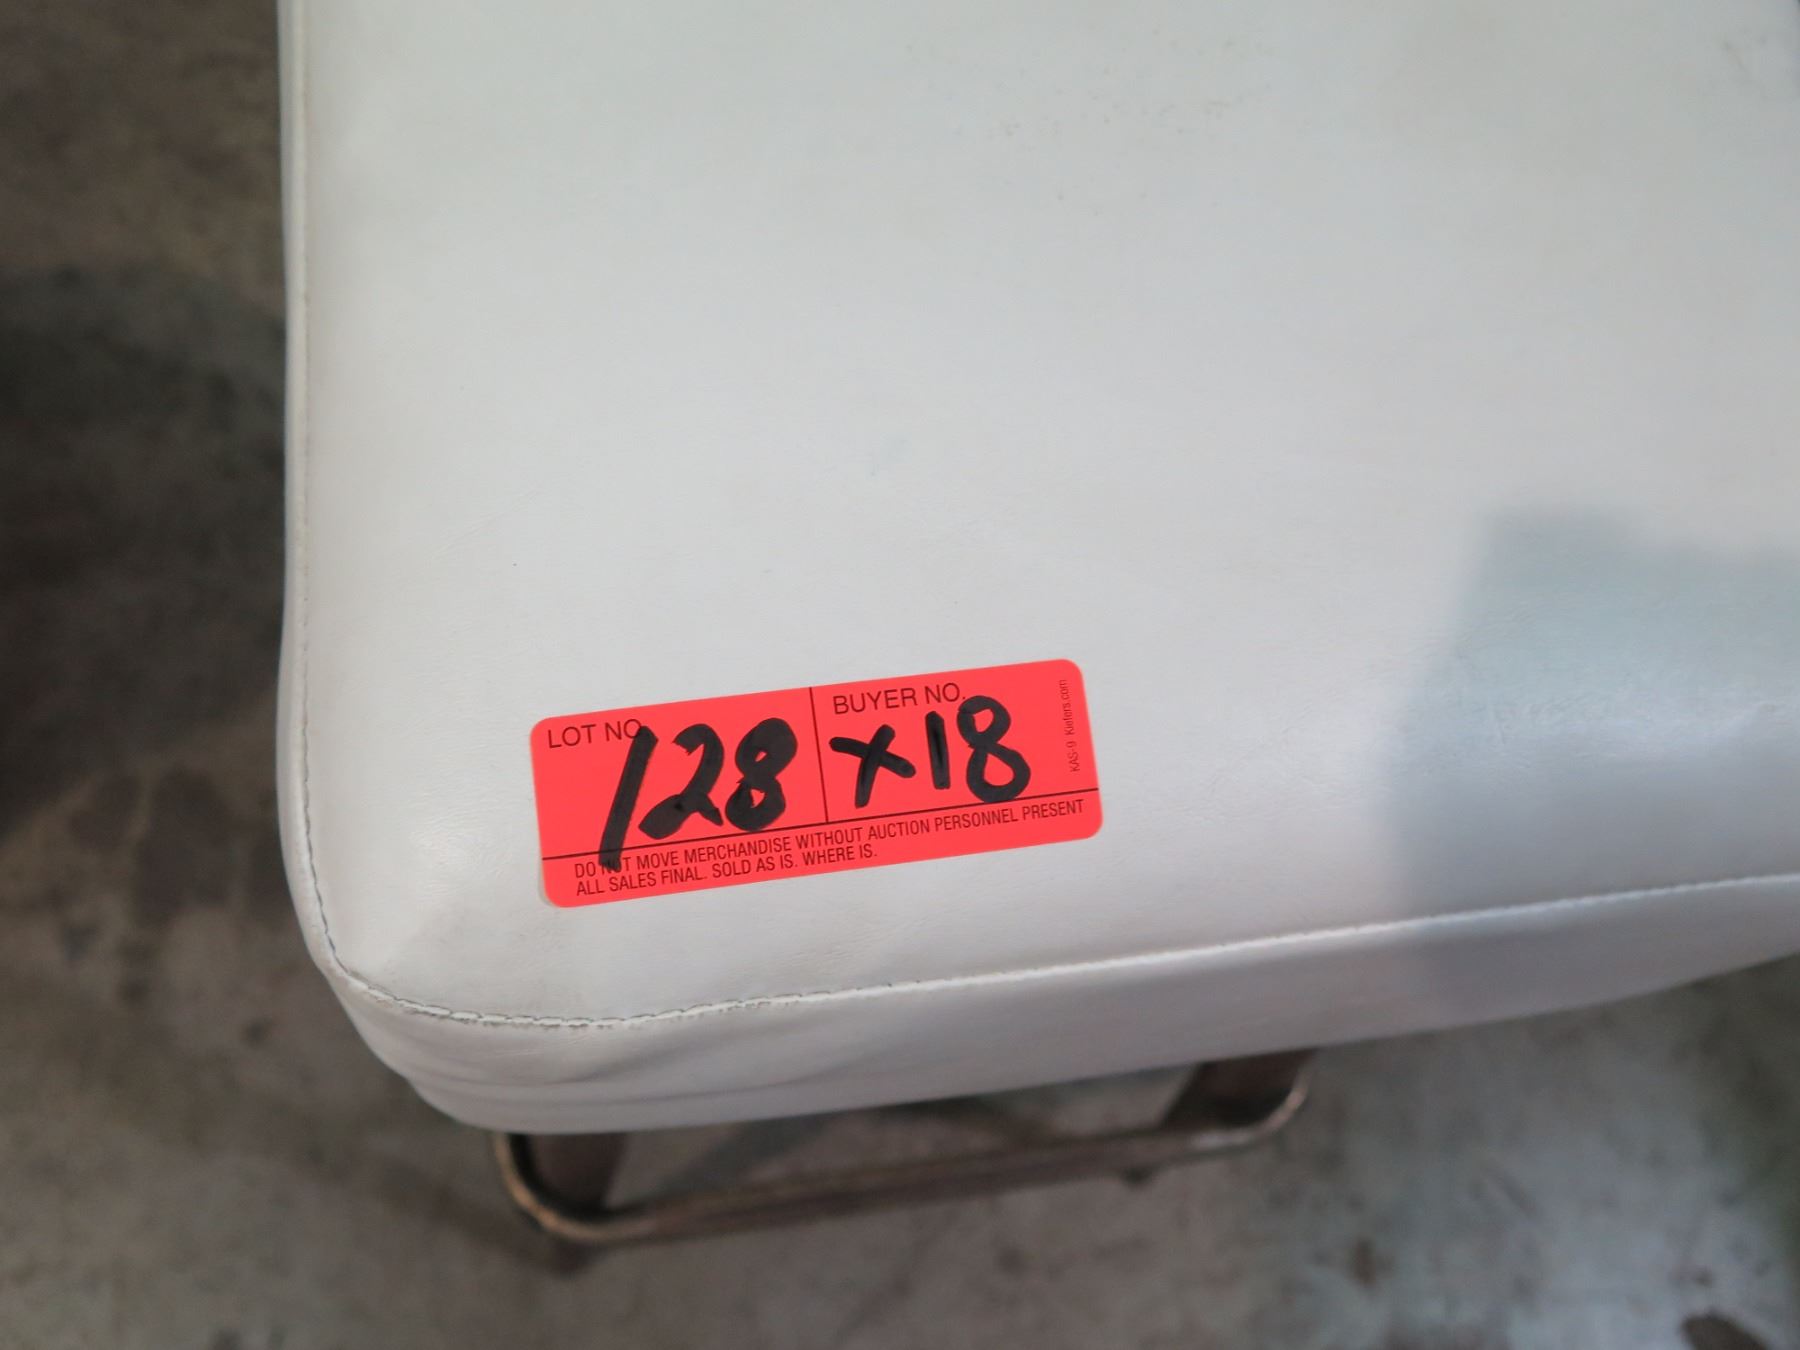 LOT NO. BUYER NO.
128 x18
DO NOT MOVE MERCHANDISE WITHOUT AUCTION PERSONNEL PRESENT
ALL SALES FINAL. SOLD AS IS. WHERE IS.
KAS-9 Kiefers.com